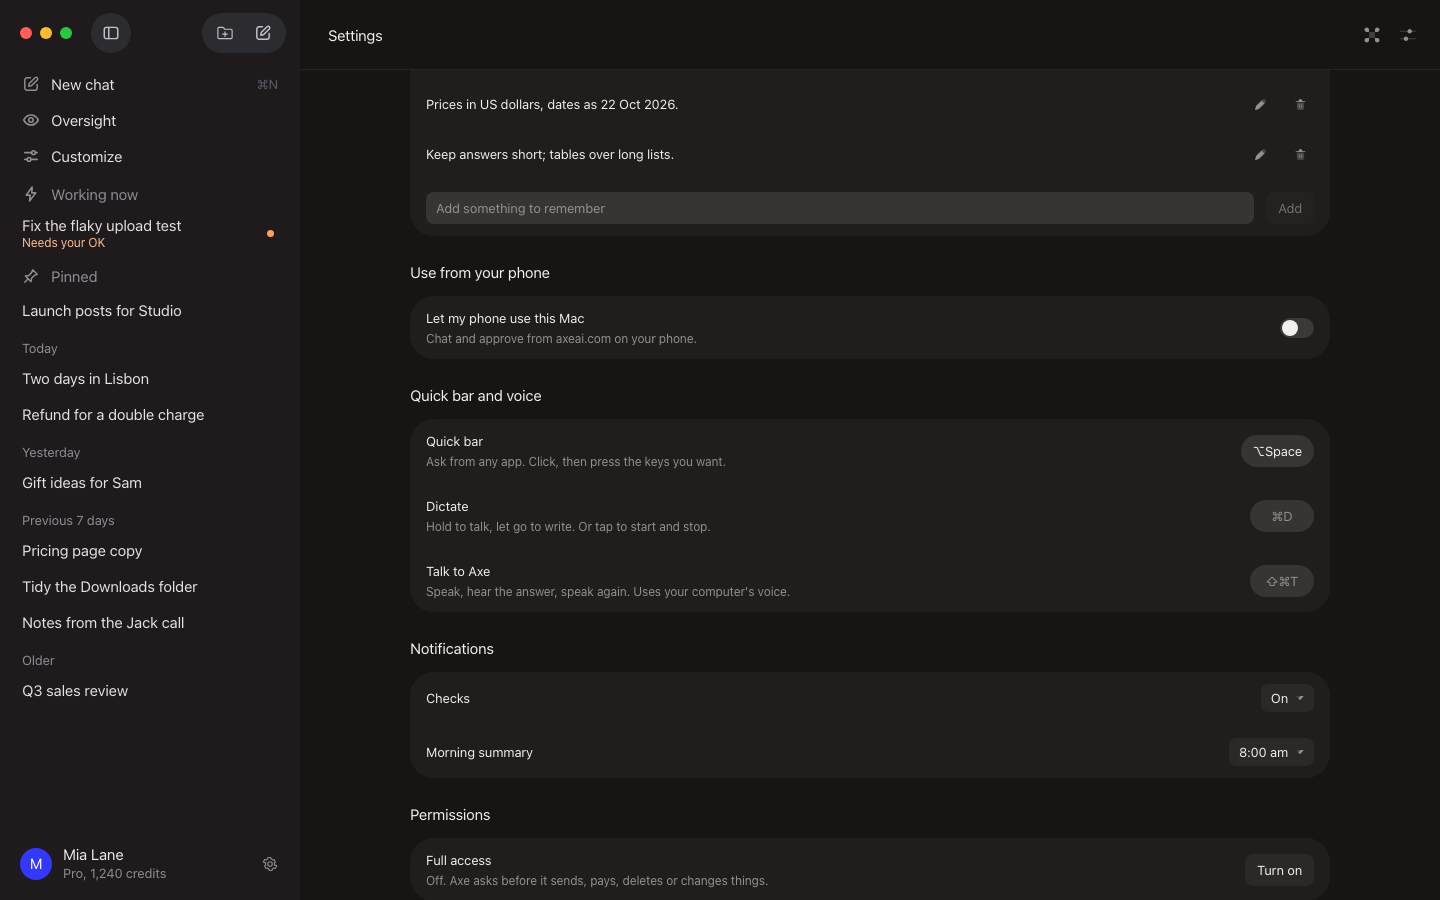 Settings
New chat ⌘N
Oversight
Customize
Working now
Fix the flaky upload test
Needs your OK
Pinned
Launch posts for Studio
Today
Two days in Lisbon
Refund for a double charge
Yesterday
Gift ideas for Sam
Previous 7 days
Pricing page copy
Tidy the Downloads folder
Notes from the Jack call
Older
Q3 sales review
M
Mia Lane
Pro, 1,240 credits
Prices in US dollars, dates as 22 Oct 2026.
Keep answers short; tables over long lists.
Add something to remember Add
Use from your phone
Let my phone use this Mac
Chat and approve from axeai.com on your phone.
Quick bar and voice
Quick bar
Ask from any app. Click, then press the keys you want.
⌥Space
Dictate
Hold to talk, let go to write. Or tap to start and stop.
⌘D
Talk to Axe
Speak, hear the answer, speak again. Uses your computer's voice.
⇧⌘T
Notifications
Checks On
Morning summary 8:00 am
Permissions
Full access
Off. Axe asks before it sends, pays, deletes or changes things.
Turn on